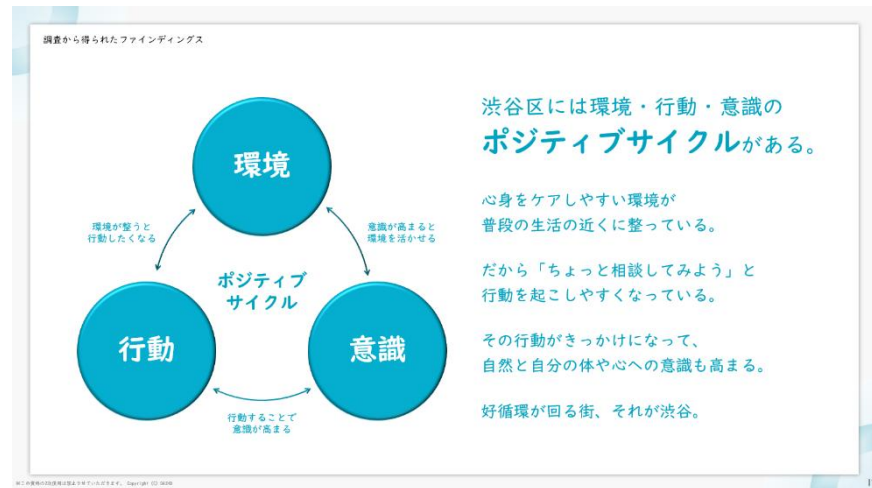 調査から得られたファインディングス
環境
環境が整うと
行動したくなる
意識が高まると
環境を活かせる
ポジティブ
サイクル
行動
意識
行動することで
意識が高まる
渋谷区には環境・行動・意識の
ポジティブサイクルがある。
心身をケアしやすい環境が
普段の生活の近くに整っている。
だから「ちょっと相談してみよう」と
行動を起こしやすくなっている。
その行動がきっかけになって、
自然と自分の体や心への意識も高まる。
好循環が回る街、それが渋谷。